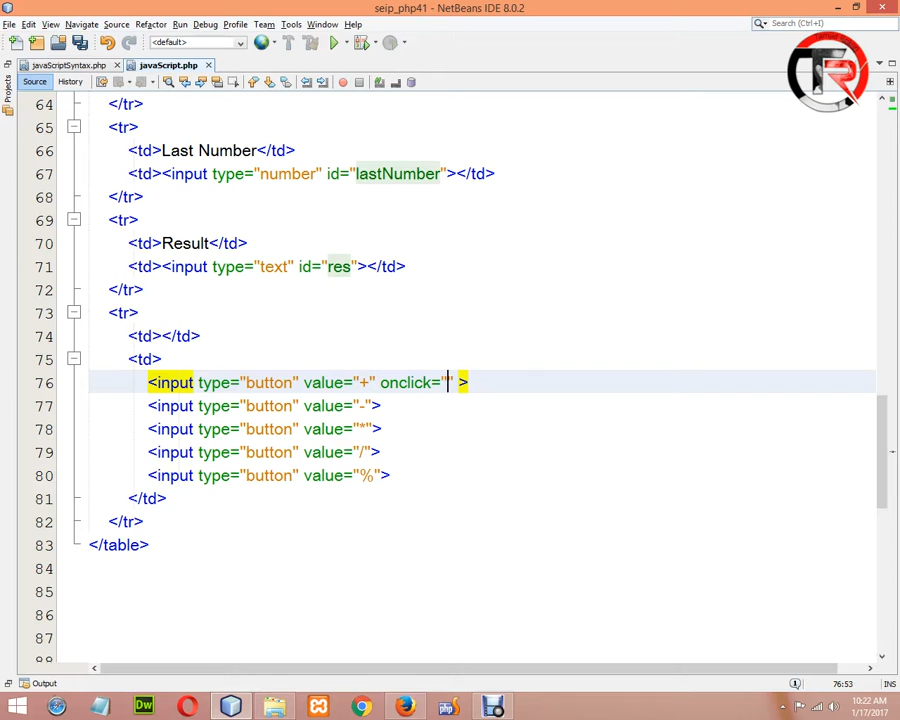 seip_php41 - NetBeans IDE 8.0.2
File Edit View Navigate Source Refactor Run Debug Profile Team Tools Window Help
<default> Search (Ctrl+I)
javaScriptSyntax.php javaScript.php
Source History
Projects
TR
64 </tr>
65 <tr>
66 <td>Last Number</td>
67 <td><input type="number" id="lastNumber"></td>
68 </tr>
69 <tr>
70 <td>Result</td>
71 <td><input type="text" id="res"></td>
72 </tr>
73 <tr>
74 <td></td>
75 <td>
76 <input type="button" value="+" onclick="" >
77 <input type="button" value="-">
78 <input type="button" value="*">
79 <input type="button" value="/">
80 <input type="button" value="%">
81 </td>
82 </tr>
83 </table>
84
85
86
87
88
Output 76:53 INS
Dw
10:22 AM
1/17/2017